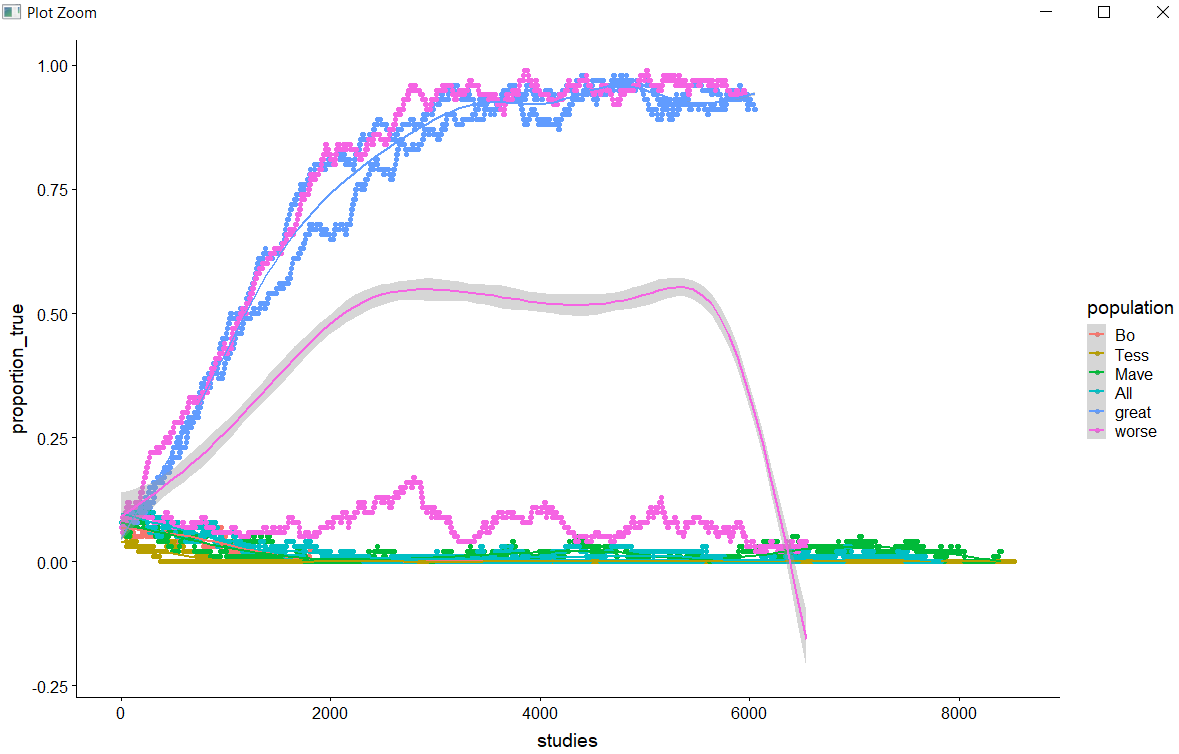 Plot Zoom
1.00
0.75
0.50
0.25
0.00
-0.25
proportion_true
0
2000
4000
6000
8000
studies
population
Bo
Tess
Mave
All
great
worse